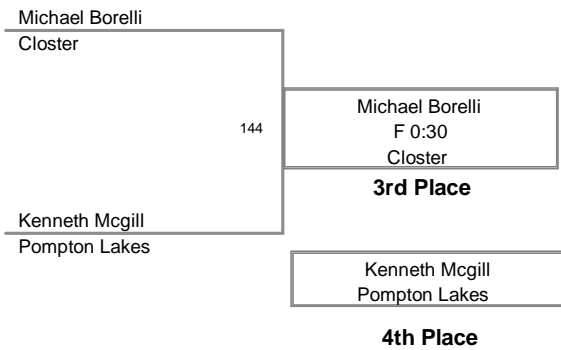 Michael Borelli
Closter
144
Michael Borelli
F 0:30
Closter
3rd Place
Kenneth Mcgill
Pompton Lakes
Kenneth Mcgill
Pompton Lakes
4th Place